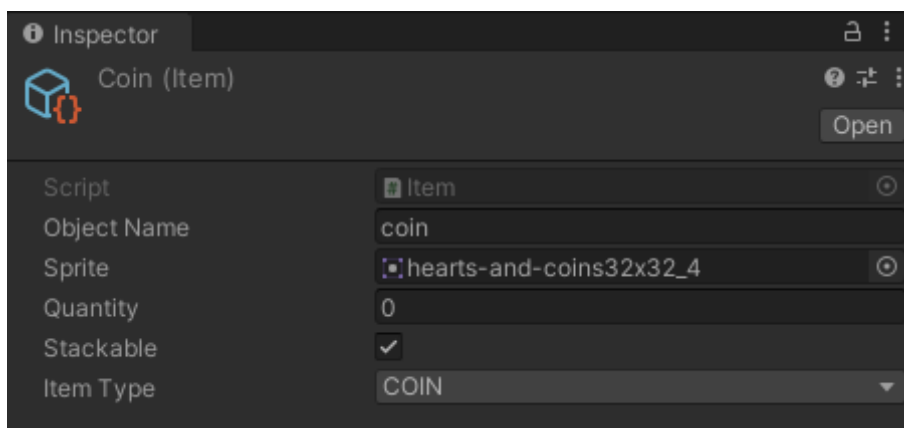 Inspector
Coin (Item)
Open
Script Item
Object Name coin
Sprite hearts-and-coins32x32_4
Quantity 0
Stackable
Item Type COIN